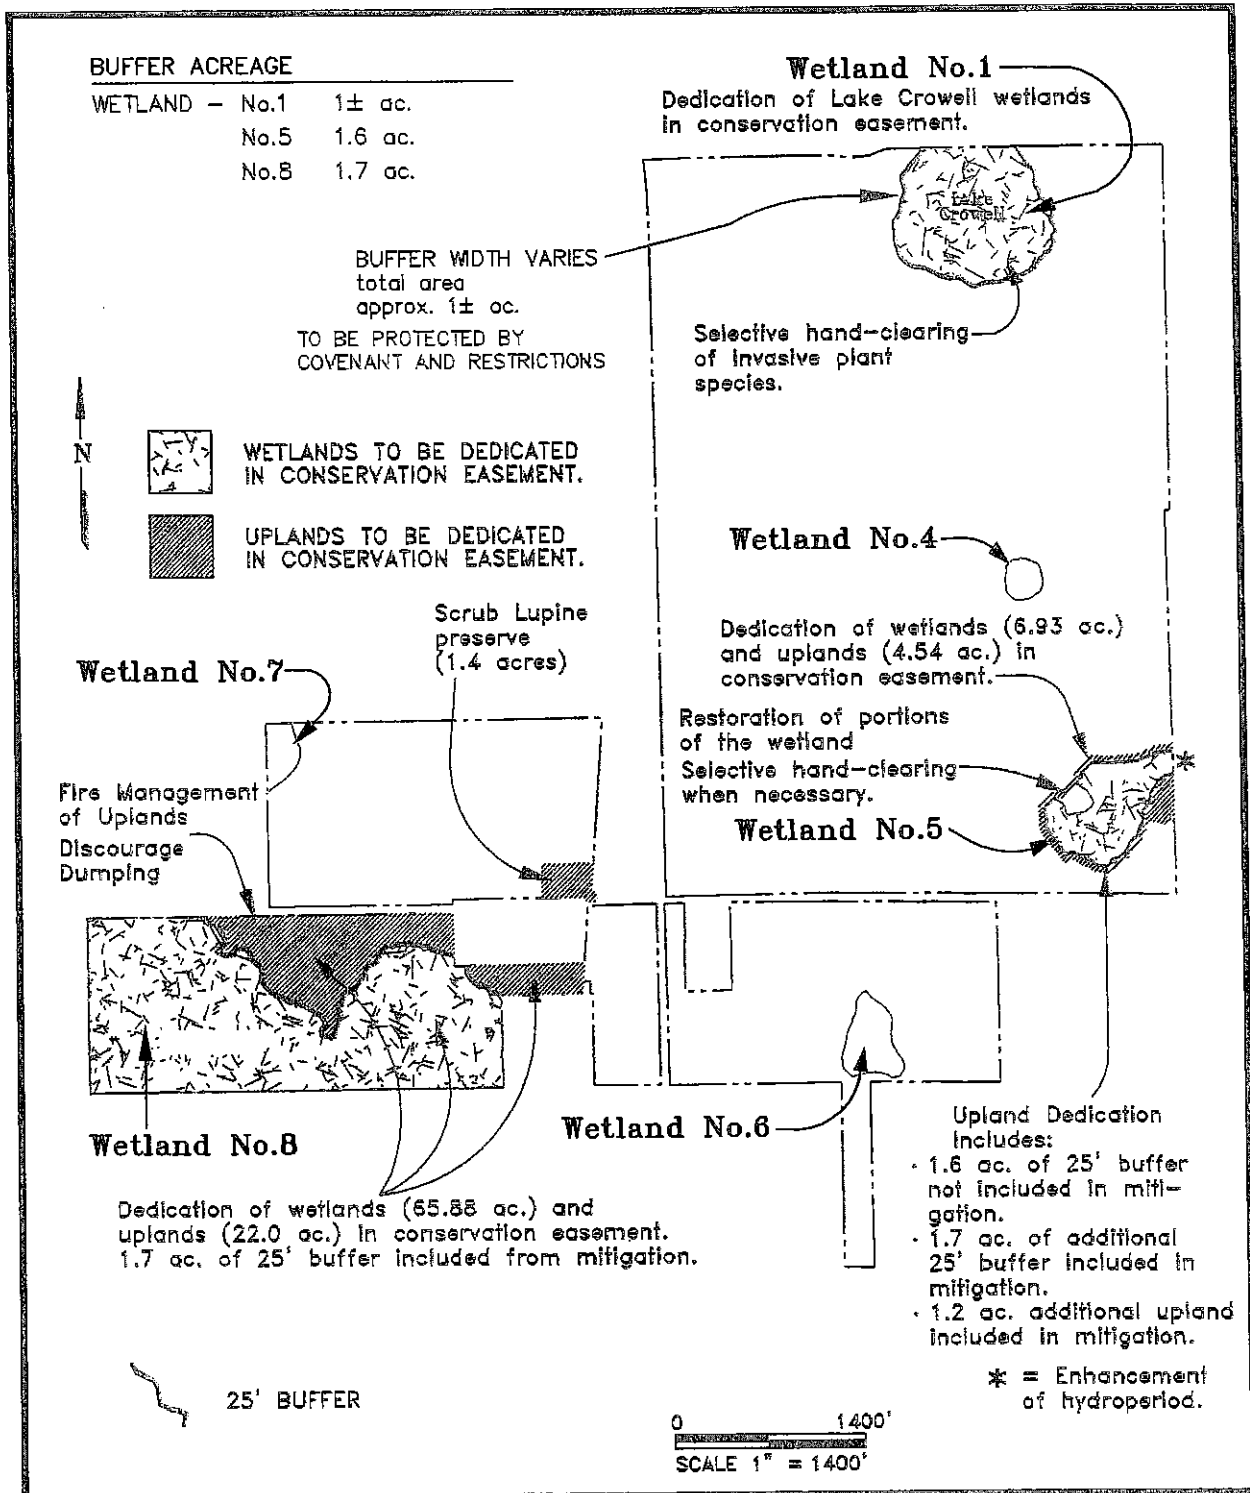 BUFFER ACREAGE
WETLAND – No.1 1± ac.
No.5 1.6 ac.
No.8 1.7 ac.
Wetland No.1
Dedication of Lake Crowell wetlands
in conservation easement.
Lake
Crowell
BUFFER WIDTH VARIES
total area
approx. 1± ac.
TO BE PROTECTED BY
COVENANT AND RESTRICTIONS
Selective hand-clearing
of invasive plant
species.
N
WETLANDS TO BE DEDICATED
IN CONSERVATION EASEMENT.
UPLANDS TO BE DEDICATED
IN CONSERVATION EASEMENT.
Wetland No.4
Scrub Lupine
preserve
(1.4 acres)
Dedication of wetlands (6.93 ac.)
and uplands (4.54 ac.) in
conservation easement.
Wetland No.7
Restoration of portions
of the wetland
Selective hand-clearing
when necessary.
*
Wetland No.5
Fire Management
of Uplands
Discourage
Dumping
Wetland No.8
Wetland No.6
Dedication of wetlands (65.88 ac.) and
uplands (22.0 ac.) in conservation easement.
1.7 ac. of 25' buffer included from mitigation.
Upland Dedication
Includes:
· 1.6 ac. of 25' buffer
not included in miti-
gation.
· 1.7 ac. of additional
25' buffer included in
mitigation.
· 1.2 ac. additional upland
included in mitigation.
* = Enhancement
of hydroperiod.
25' BUFFER
0 1400'
SCALE 1" = 1400'